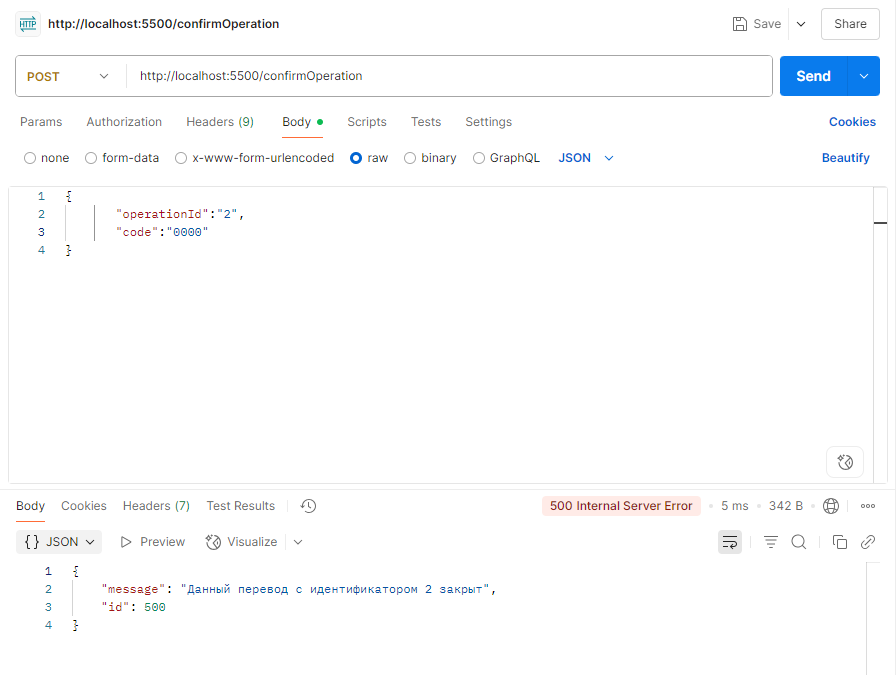 HTTP http://localhost:5500/confirmOperation Save Share
POST http://localhost:5500/confirmOperation Send
Params Authorization Headers (9) Body Scripts Tests Settings Cookies
none form-data x-www-form-urlencoded raw binary GraphQL JSON Beautify
1 {
2 "operationId":"2",
3 "code":"0000"
4 }
Body Cookies Headers (7) Test Results 500 Internal Server Error 5 ms 342 B
{} JSON Preview Visualize
1 {
2 "message": "Данный перевод с идентификатором 2 закрыт",
3 "id": 500
4 }